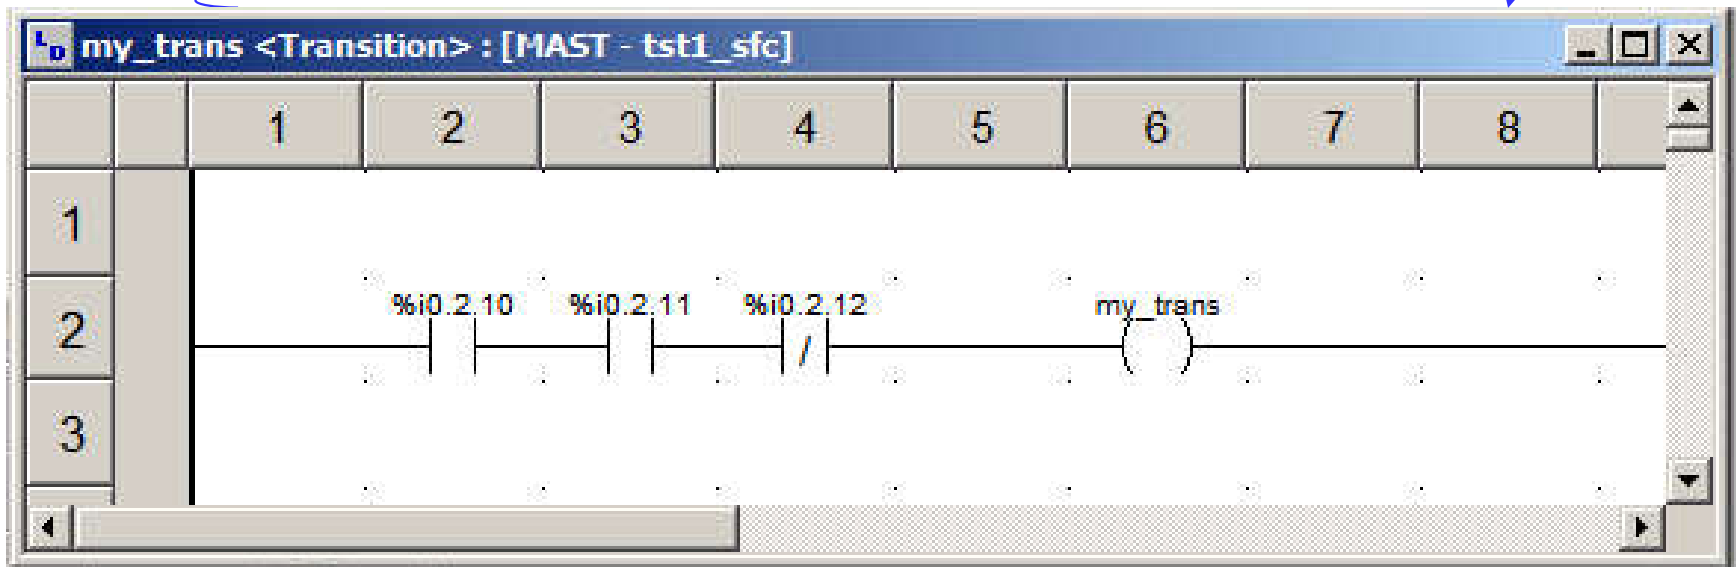 LD my_trans <Transition> : [MAST - tst1_sfc]
1 2 3 4 5 6 7 8
1
%i0.2.10 %i0.2.11 %i0.2.12 my_trans
2 /
3